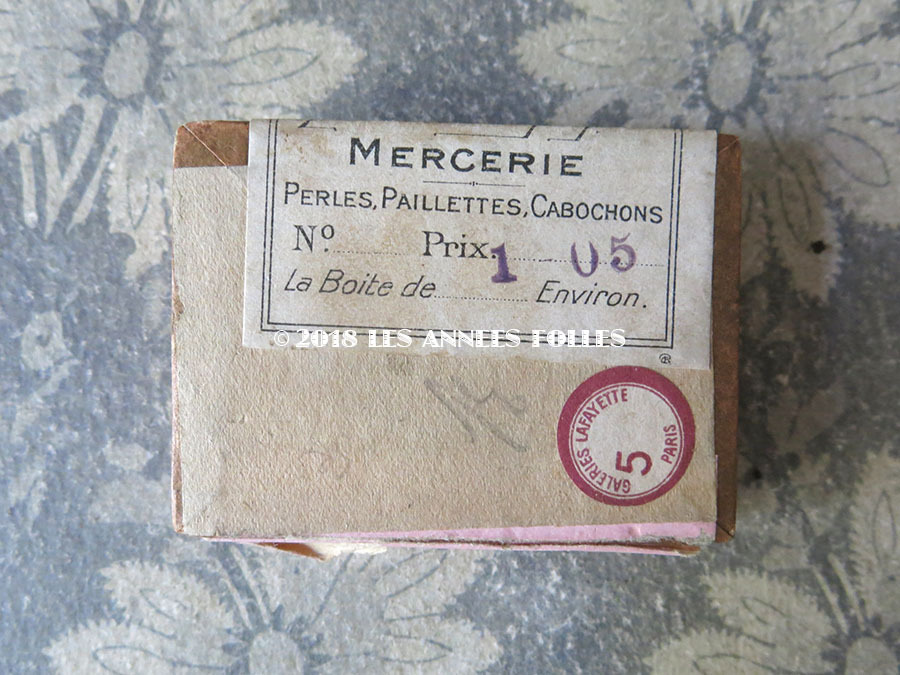 MERCERIE
PERLES, PAILLETTES, CABOCHONS
Nº Prix. 1 05
La Boite de Environ.
© 2018 LES ANNEES FOLLES
GALERIES LAFAYETTE
5
PARIS